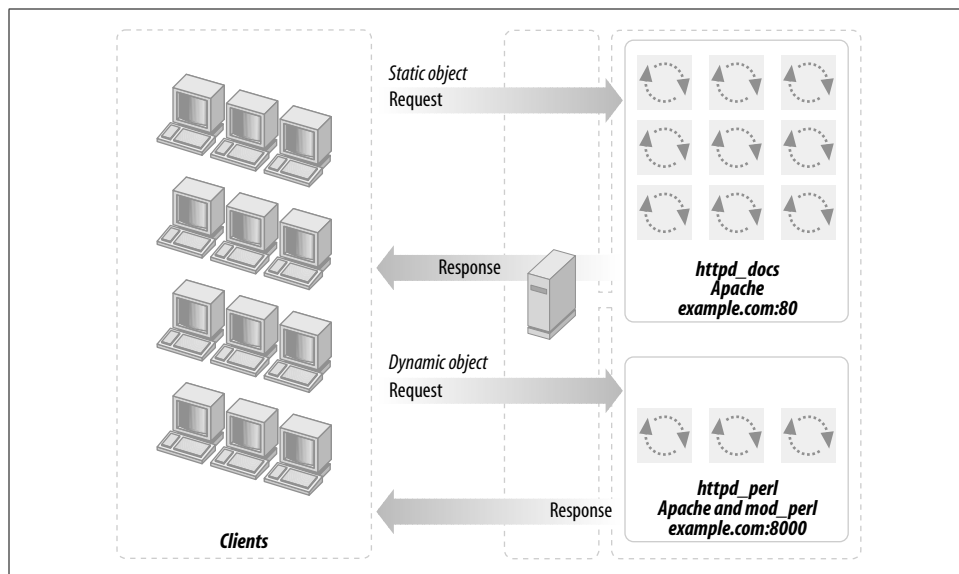 Static object
Request
Response
httpd_docs
Apache
example.com:80
Dynamic object
Request
Response
httpd_perl
Apache and mod_perl
example.com:8000
Clients